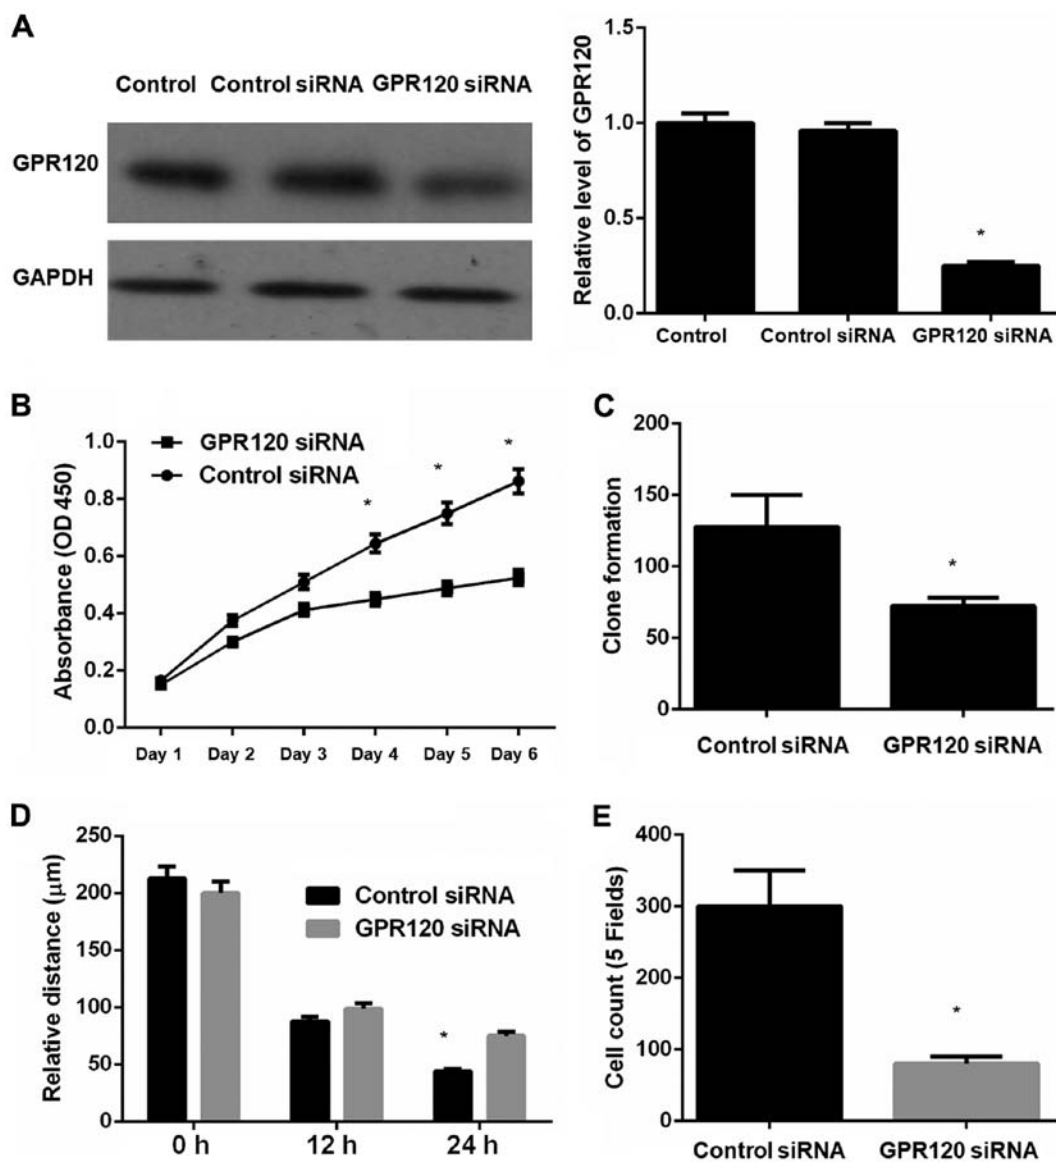 A
Control Control siRNA GPR120 siRNA
GPR120
GAPDH
Relative level of GPR120
1.5
1.0
0.5
0.0
*
Control Control siRNA GPR120 siRNA
B
Absorbance (OD 450)
1.0
0.8
0.6
0.4
0.2
0.0
GPR120 siRNA
Control siRNA
* * *
Day 1 Day 2 Day 3 Day 4 Day 5 Day 6
C
Clone formation
200
150
100
50
0
*
Control siRNA GPR120 siRNA
D
Relative distance (μm)
250
200
150
100
50
0
Control siRNA
GPR120 siRNA
*
0 h 12 h 24 h
E
Cell count (5 Fields)
400
300
200
100
0
*
Control siRNA GPR120 siRNA